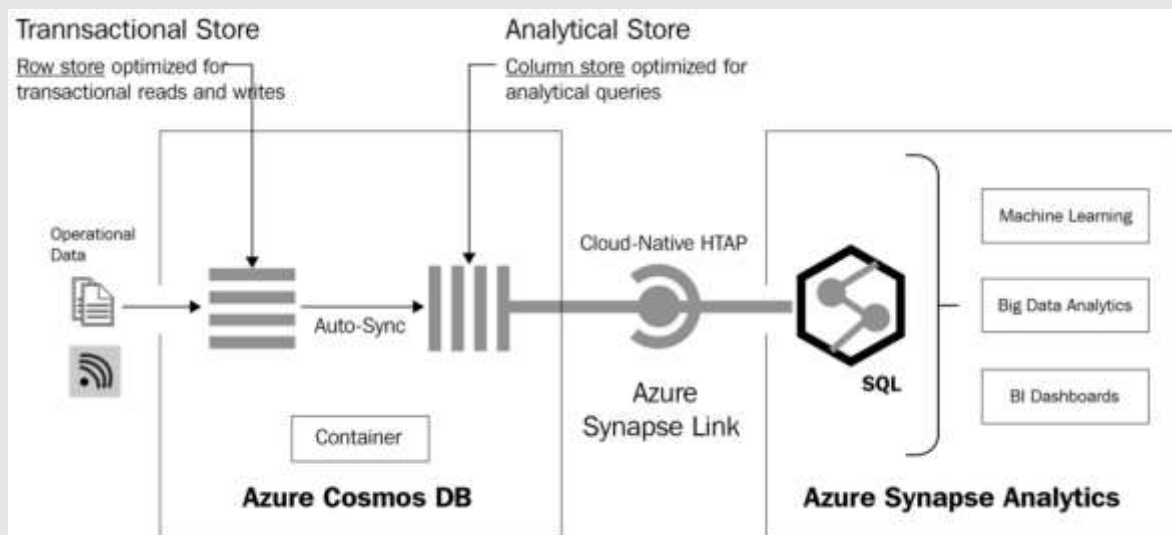 Trannsactional Store
Row store optimized for
transactional reads and writes
Analytical Store
Column store optimized for
analytical queries
Operational
Data
Auto-Sync
Container
Azure Cosmos DB
Cloud-Native HTAP
Azure
Synapse Link
SQL
Machine Learning
Big Data Analytics
BI Dashboards
Azure Synapse Analytics